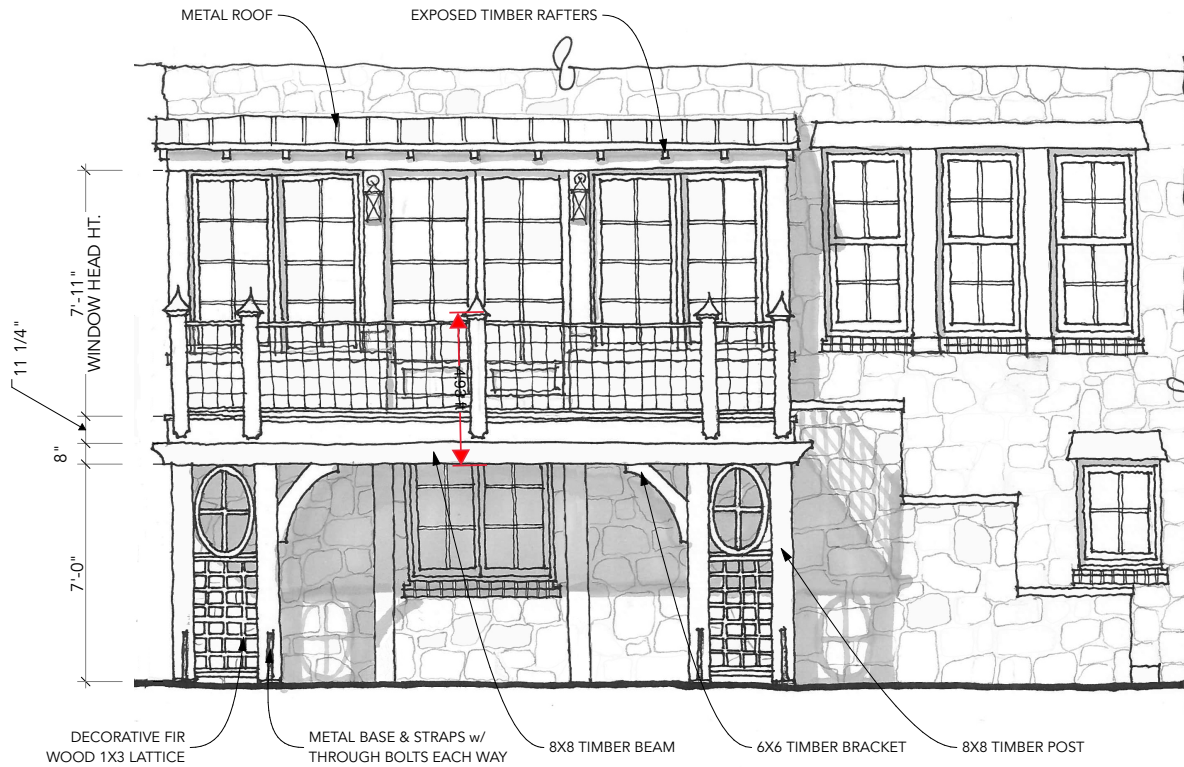 METAL ROOF
EXPOSED TIMBER RAFTERS
7'-11"
WINDOW HEAD HT.
11 1/4"
8"
7'-0"
DECORATIVE FIR
WOOD 1X3 LATTICE
METAL BASE & STRAPS w/
THROUGH BOLTS EACH WAY
8X8 TIMBER BEAM
6X6 TIMBER BRACKET
8X8 TIMBER POST